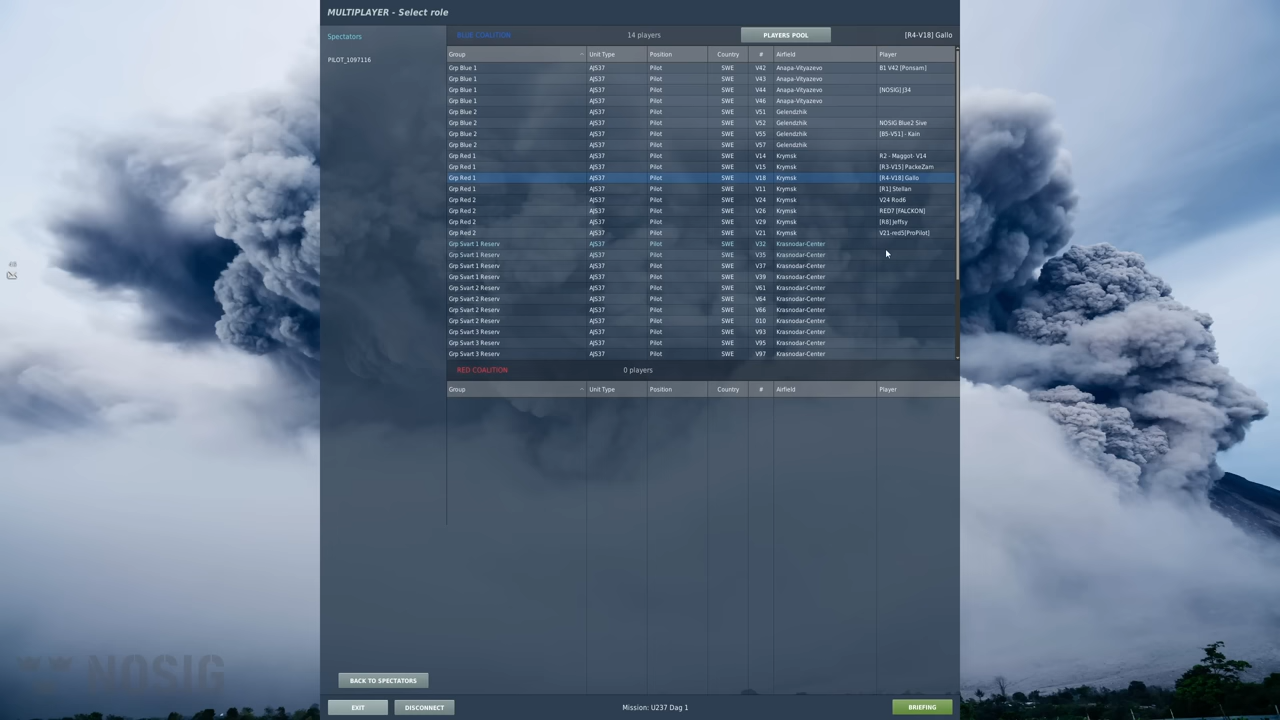 MULTIPLAYER - Select role
Spectators
PILOT_1097116
BLUE COALITION 14 players PLAYERS POOL [R4-V18] Gallo
Group Unit Type Position Country # Airfield Player
Grp Blue 1 AJS37 Pilot SWE V42 Anapa-Vityazevo B1 V42 [Ponsam]
Grp Blue 1 AJS37 Pilot SWE V43 Anapa-Vityazevo
Grp Blue 1 AJS37 Pilot SWE V44 Anapa-Vityazevo [NOSIG] J34
Grp Blue 1 AJS37 Pilot SWE V46 Anapa-Vityazevo
Grp Blue 2 AJS37 Pilot SWE V51 Gelendzhik
Grp Blue 2 AJS37 Pilot SWE V52 Gelendzhik NOSIG Blue2 Sive
Grp Blue 2 AJS37 Pilot SWE V55 Gelendzhik [B5-V51] - Kain
Grp Blue 2 AJS37 Pilot SWE V57 Gelendzhik
Grp Red 1 AJS37 Pilot SWE V14 Krymsk R2 - Maggot- V14
Grp Red 1 AJS37 Pilot SWE V15 Krymsk [R3-V15] PackeZam
Grp Red 1 AJS37 Pilot SWE V18 Krymsk [R4-V18] Gallo
Grp Red 1 AJS37 Pilot SWE V11 Krymsk [R1] Stellan
Grp Red 2 AJS37 Pilot SWE V24 Krymsk V24 Rod6
Grp Red 2 AJS37 Pilot SWE V26 Krymsk RED7 [FALCKON]
Grp Red 2 AJS37 Pilot SWE V29 Krymsk [R8] Jeffsy
Grp Red 2 AJS37 Pilot SWE V21 Krymsk V21-red5[ProPilot]
Grp Svart 1 Reserv AJS37 Pilot SWE V32 Krasnodar-Center
Grp Svart 1 Reserv AJS37 Pilot SWE V35 Krasnodar-Center
Grp Svart 1 Reserv AJS37 Pilot SWE V37 Krasnodar-Center
Grp Svart 1 Reserv AJS37 Pilot SWE V39 Krasnodar-Center
Grp Svart 2 Reserv AJS37 Pilot SWE V61 Krasnodar-Center
Grp Svart 2 Reserv AJS37 Pilot SWE V64 Krasnodar-Center
Grp Svart 2 Reserv AJS37 Pilot SWE V66 Krasnodar-Center
Grp Svart 2 Reserv AJS37 Pilot SWE 010 Krasnodar-Center
Grp Svart 3 Reserv AJS37 Pilot SWE V93 Krasnodar-Center
Grp Svart 3 Reserv AJS37 Pilot SWE V95 Krasnodar-Center
Grp Svart 3 Reserv AJS37 Pilot SWE V97 Krasnodar-Center
RED COALITION 0 players
Group Unit Type Position Country # Airfield Player
NOSIG
BACK TO SPECTATORS
EXIT DISCONNECT Mission: U237 Dag 1 BRIEFING